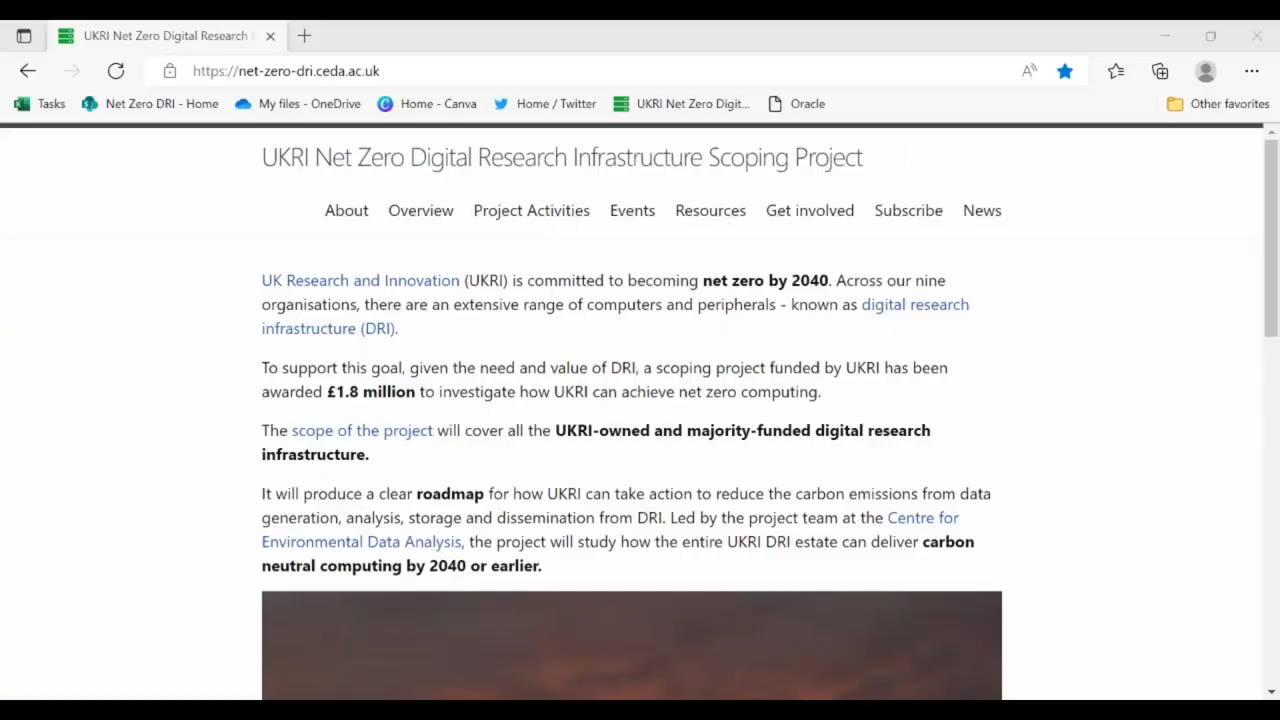 UKRI Net Zero Digital Research
https://net-zero-dri.ceda.ac.uk
Tasks Net Zero DRI - Home My files - OneDrive Home - Canva Home / Twitter UKRI Net Zero Digit... Oracle Other favorites
UKRI Net Zero Digital Research Infrastructure Scoping Project
About Overview Project Activities Events Resources Get involved Subscribe News
UK Research and Innovation (UKRI) is committed to becoming net zero by 2040. Across our nine
organisations, there are an extensive range of computers and peripherals - known as digital research
infrastructure (DRI).
To support this goal, given the need and value of DRI, a scoping project funded by UKRI has been
awarded £1.8 million to investigate how UKRI can achieve net zero computing.
The scope of the project will cover all the UKRI-owned and majority-funded digital research
infrastructure.
It will produce a clear roadmap for how UKRI can take action to reduce the carbon emissions from data
generation, analysis, storage and dissemination from DRI. Led by the project team at the Centre for
Environmental Data Analysis, the project will study how the entire UKRI DRI estate can deliver carbon
neutral computing by 2040 or earlier.